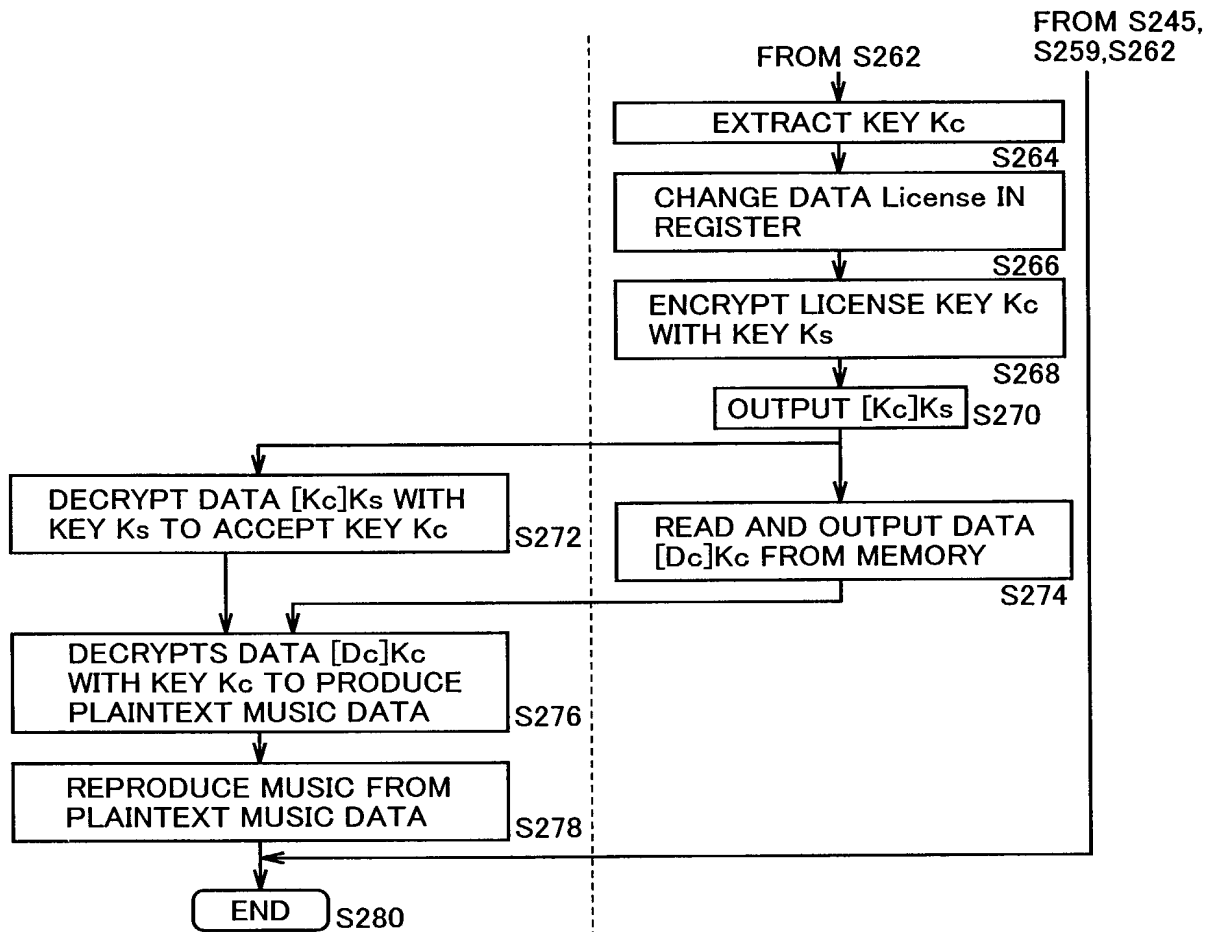 FROM S245,
S259,S262
FROM S262
EXTRACT KEY Kc
S264
CHANGE DATA License IN
REGISTER
S266
ENCRYPT LICENSE KEY Kc
WITH KEY Ks
S268
OUTPUT [Kc]Ks
S270
DECRYPT DATA [Kc]Ks WITH
KEY Ks TO ACCEPT KEY Kc
S272
READ AND OUTPUT DATA
[Dc]Kc FROM MEMORY
S274
DECRYPTS DATA [Dc]Kc
WITH KEY Kc TO PRODUCE
PLAINTEXT MUSIC DATA
S276
REPRODUCE MUSIC FROM
PLAINTEXT MUSIC DATA
S278
END
S280